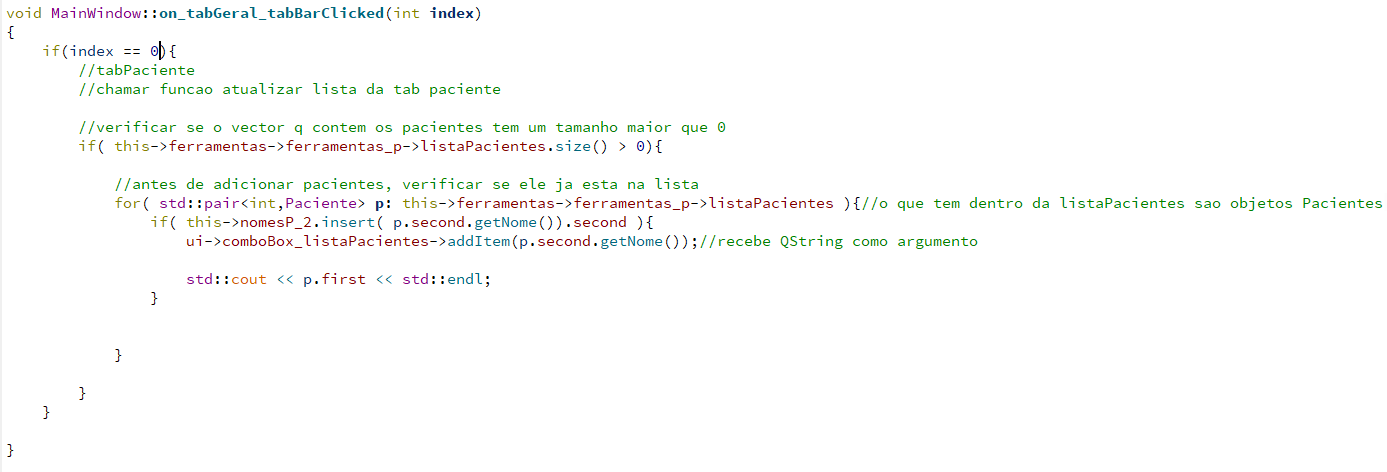 void MainWindow::on_tabGeral_tabBarClicked(int index)
{
    if(index == 0){
        //tabPaciente
        //chamar funcao atualizar lista da tab paciente

        //verificar se o vector q contem os pacientes tem um tamanho maior que 0
        if( this->ferramentas->ferramentas_p->listaPacientes.size() > 0){

            //antes de adicionar pacientes, verificar se ele ja esta na lista
            for( std::pair<int,Paciente> p: this->ferramentas->ferramentas_p->listaPacientes ){//o que tem dentro da listaPacientes sao objetos Pacientes
                if( this->nomesP_2.insert( p.second.getNome()).second ){
                    ui->comboBox_listaPacientes->addItem(p.second.getNome());//recebe QString como argumento

                    std::cout << p.first << std::endl;
                }


            }

        }
    }

}